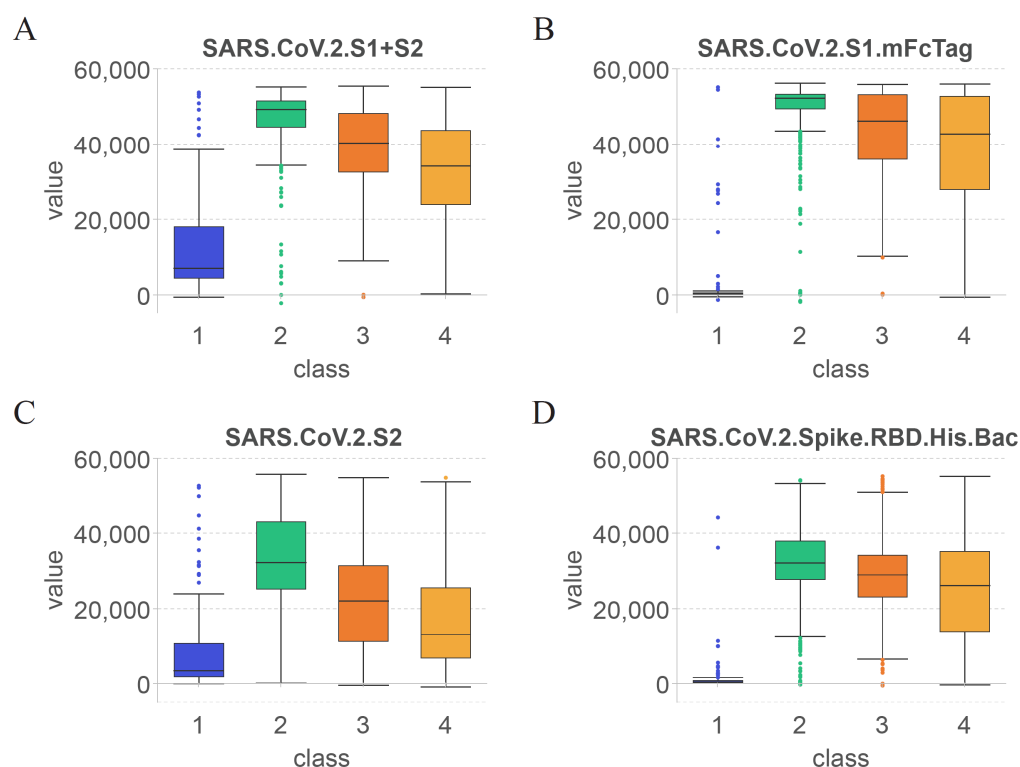 A
SARS.CoV.2.S1+S2
60,000
40,000
20,000
0
value
1 2 3 4
class
B
SARS.CoV.2.S1.mFcTag
60,000
40,000
20,000
0
value
1 2 3 4
class
C
SARS.CoV.2.S2
60,000
40,000
20,000
0
value
1 2 3 4
class
D
SARS.CoV.2.Spike.RBD.His.Bac
60,000
40,000
20,000
0
value
1 2 3 4
class